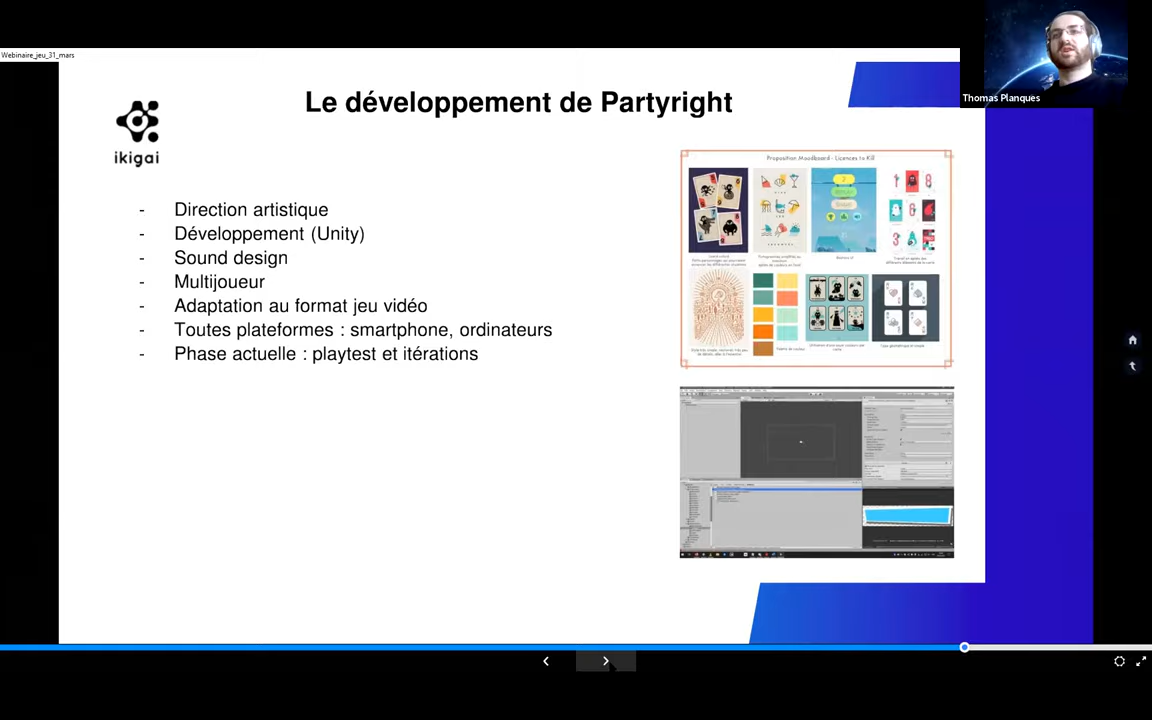 Webinaire_jeu_31_mars
Thomas Planques
Le développement de Partyright
ikigai
- Direction artistique
- Développement (Unity)
- Sound design
- Multijoueur
- Adaptation au format jeu vidéo
- Toutes plateformes : smartphone, ordinateurs
- Phase actuelle : playtest et itérations
Proposition Moodboard - Licences to Kill